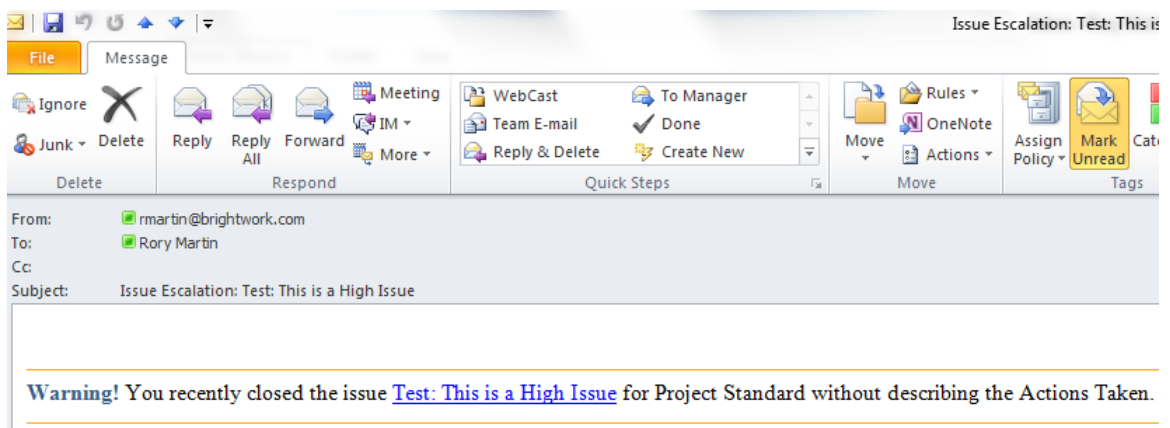 Issue Escalation: Test: This is
File Message
Ignore
Junk
Delete
Delete
Reply
Reply All
Forward
Meeting
IM
More
Respond
WebCast
Team E-mail
Reply & Delete
To Manager
Done
Create New
Quick Steps
Move
Rules
OneNote
Actions
Move
Assign Policy
Mark Unread
Tags
From: rmartin@brightwork.com
To: Rory Martin
Cc:
Subject: Issue Escalation: Test: This is a High Issue
Warning! You recently closed the issue Test: This is a High Issue for Project Standard without describing the Actions Taken.